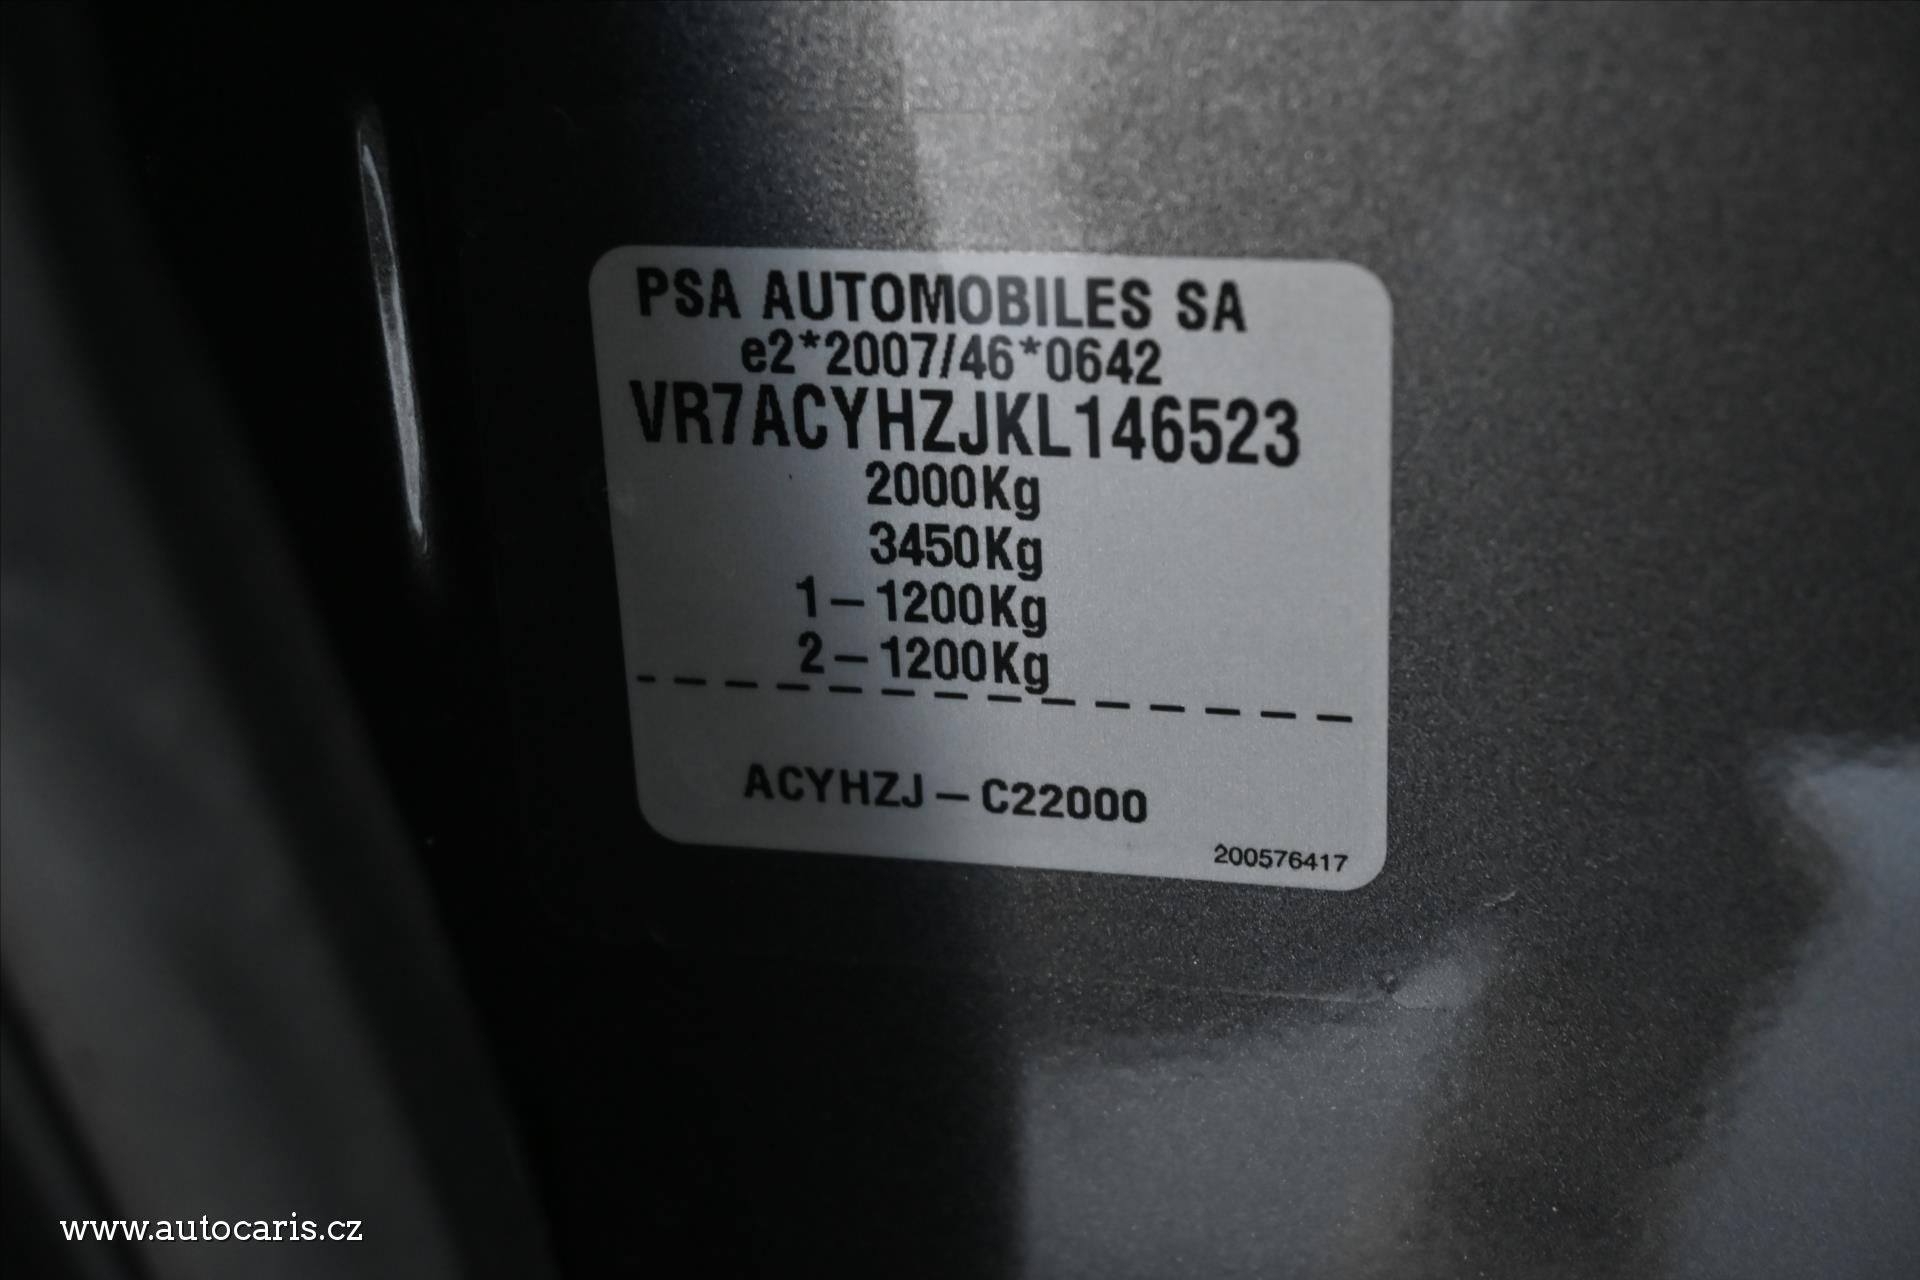 PSA AUTOMOBILES SA
e2*2007/46*0642
VR7ACYHZJKL146523
2000Kg
3450Kg
1–1200Kg
2–1200Kg
ACYHZJ–C22000
200576417
www.autocaris.cz